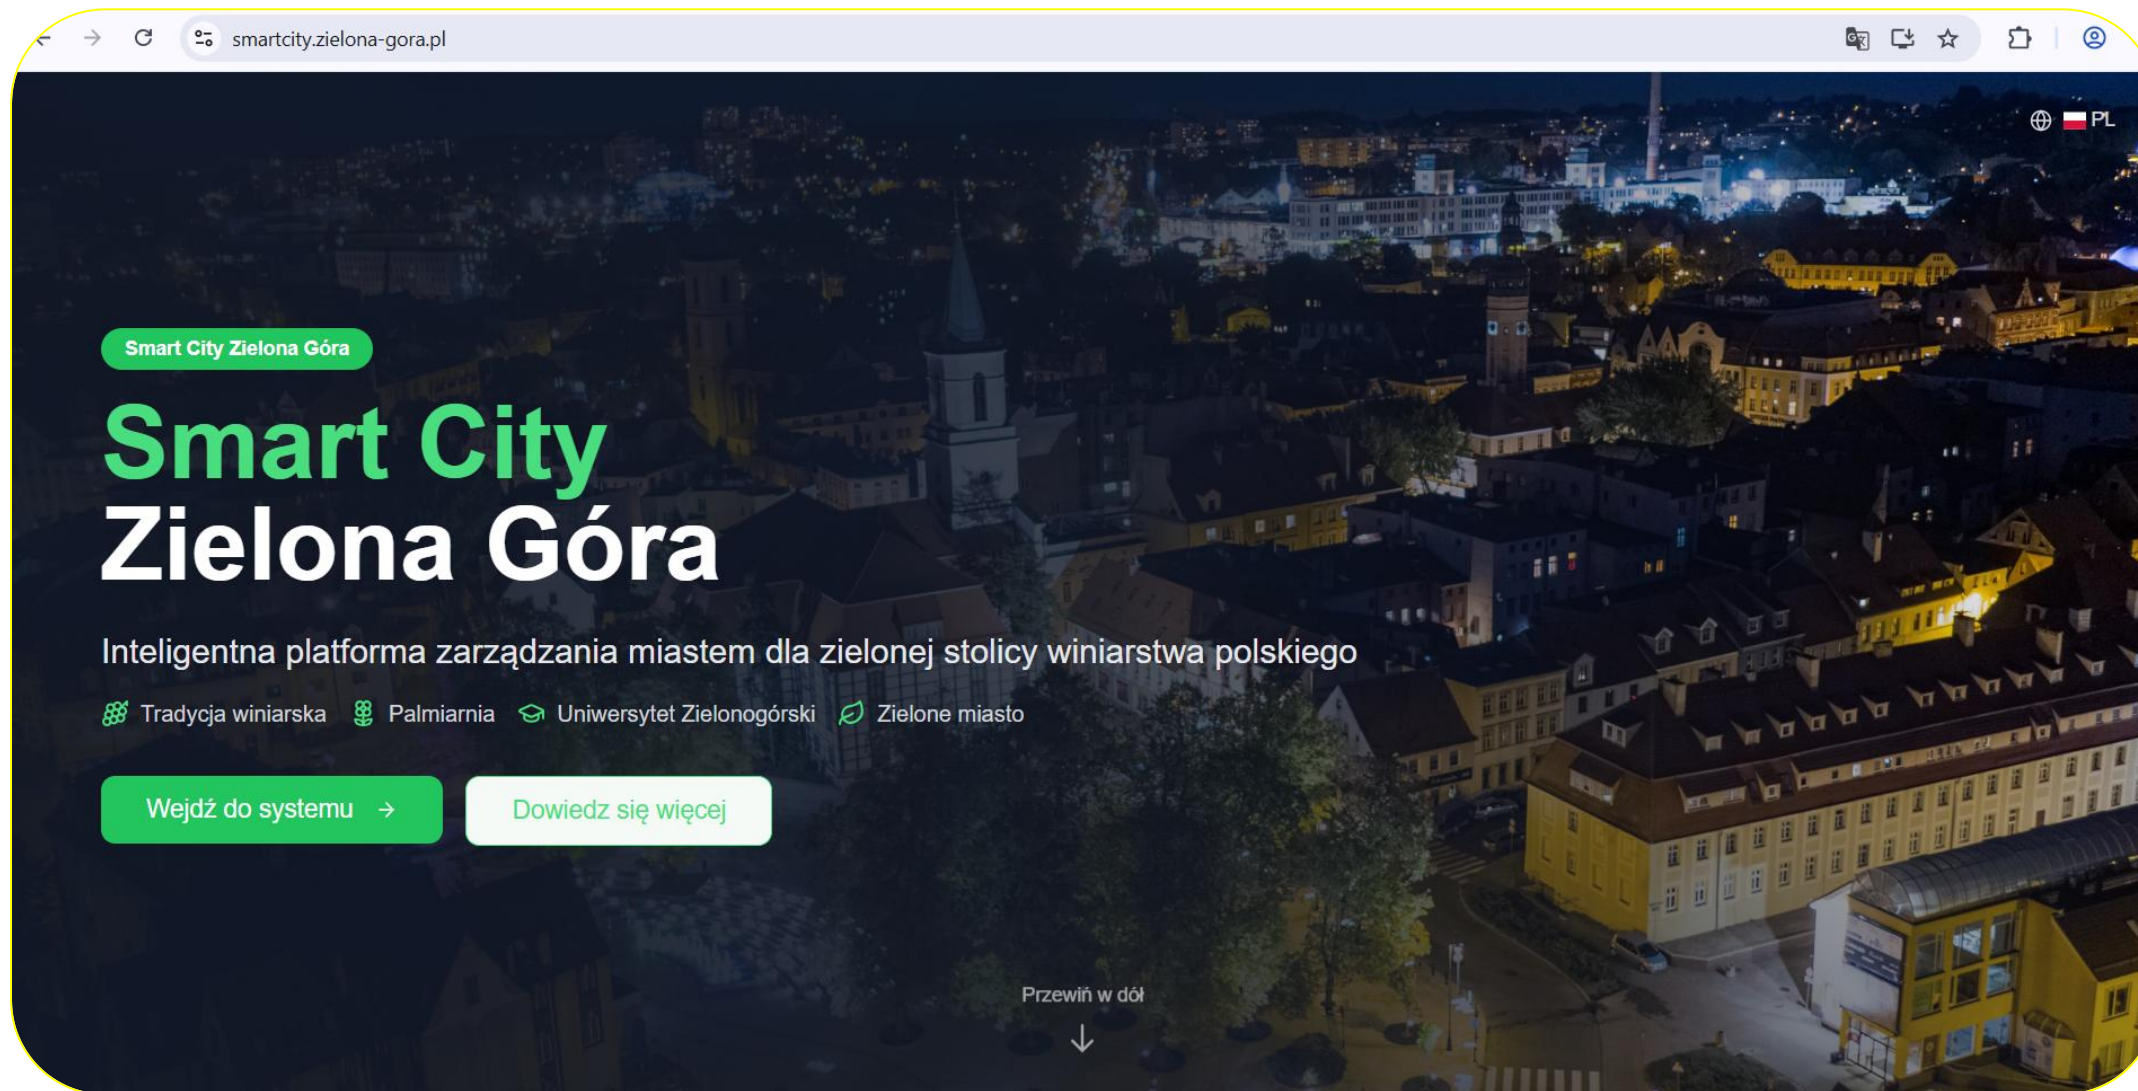 smartcity.zielona-gora.pl
PL
Smart City Zielona Góra
Smart City
Zielona Góra
Inteligentna platforma zarządzania miastem dla zielonej stolicy winiarstwa polskiego
Tradycja winiarska Palmiarnia Uniwersytet Zielonogórski Zielone miasto
Wejdź do systemu → Dowiedz się więcej
Przewiń w dół
↓